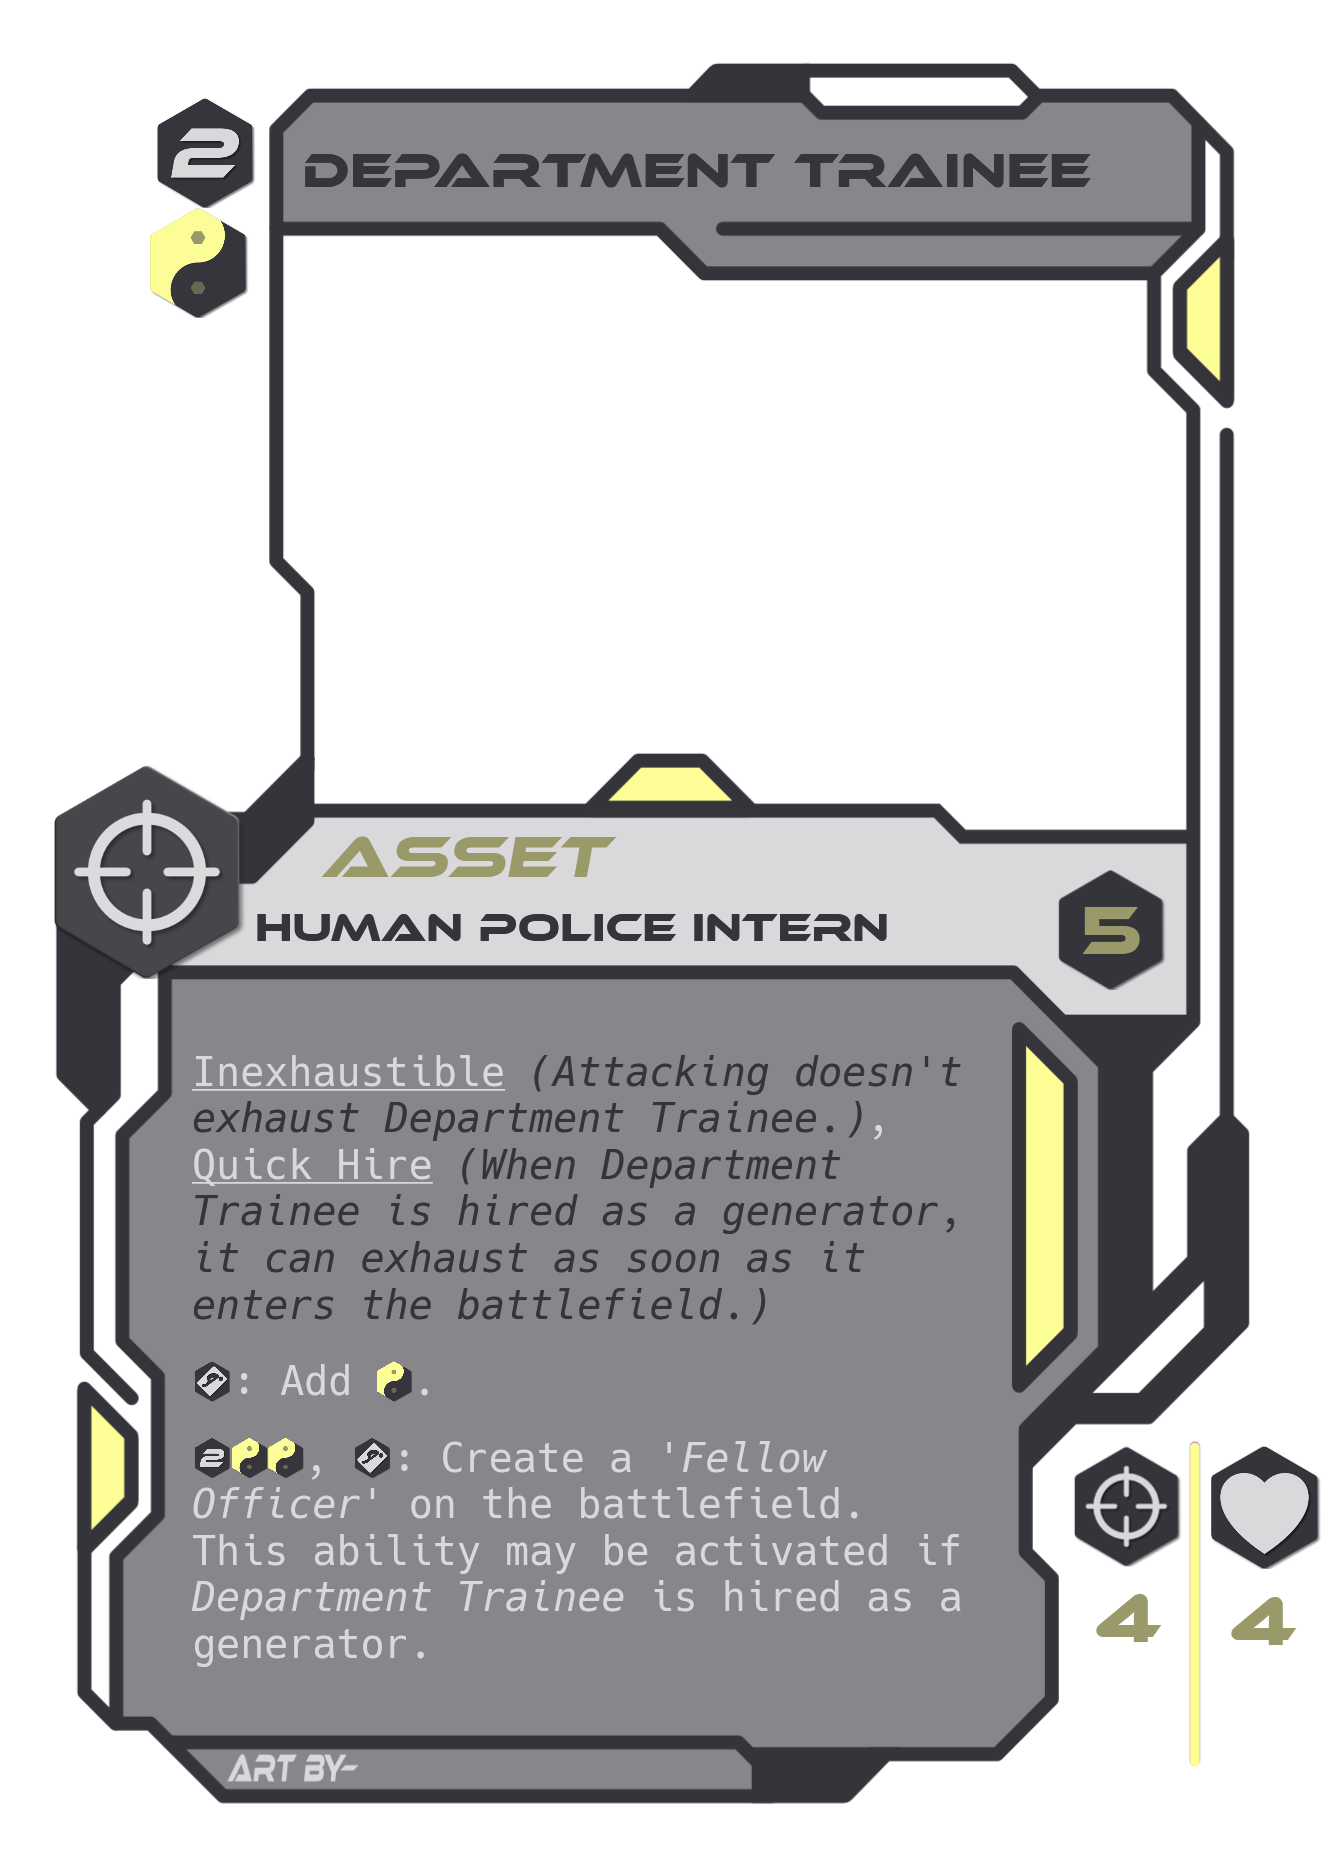 2
DEPARTMENT TRAINEE
ASSET
HUMAN POLICE INTERN
5
Inexhaustible (Attacking doesn't
exhaust Department Trainee.),
Quick Hire (When Department
Trainee is hired as a generator,
it can exhaust as soon as it
enters the battlefield.)
: Add .
2, : Create a 'Fellow
Officer' on the battlefield.
This ability may be activated if
Department Trainee is hired as a
generator.
4
4
ART BY-